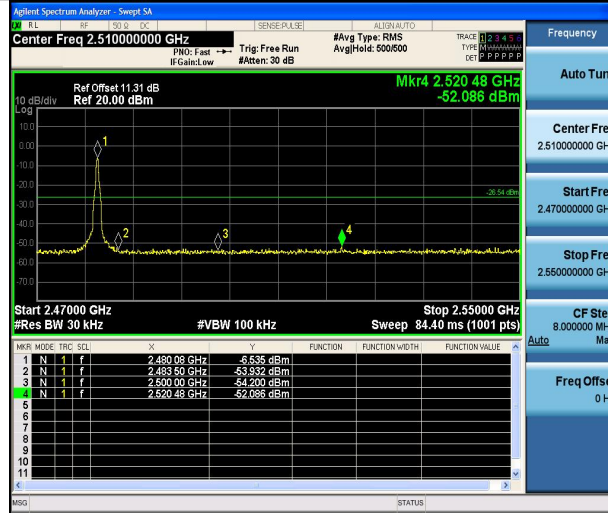 Agilent Spectrum Analyzer - Swept SA
RL RF 50 Ω DC SENSE:PULSE ALIGNAUTO
Center Freq 2.510000000 GHz
PNO: Fast
IFGain:Low
Trig: Free Run
#Atten: 30 dB
#Avg Type: RMS
Avg|Hold: 500/500
TRACE 1 2 3 4 5 6
TYPE M
DET P P P P P P
Mkr4 2.520 48 GHz
-52.086 dBm
Ref Offset 11.31 dB
10 dB/div Ref 20.00 dBm
Log
10.0
0.00
-10.0
-20.0
-30.0
-40.0
-50.0
-60.0
-70.0
1
2
3
4
-26.54 dBm
Start 2.47000 GHz Stop 2.55000 GHz
#Res BW 30 kHz #VBW 100 kHz Sweep 84.40 ms (1001 pts)
MKR MODE TRC SCL X Y FUNCTION FUNCTION WIDTH FUNCTION VALUE
1 N 1 f 2.480 08 GHz -6.535 dBm
2 N 1 f 2.483 50 GHz -53.932 dBm
3 N 1 f 2.500 00 GHz -54.200 dBm
4 N 1 f 2.520 48 GHz -52.086 dBm
5
6
7
8
9
10
11
MSG STATUS
Frequency
Auto Tun
Center Fre
2.510000000 GH
Start Fre
2.470000000 GH
Stop Fre
2.550000000 GH
CF Ste
8.000000 MH
Auto Ma
Freq Offse
0 H